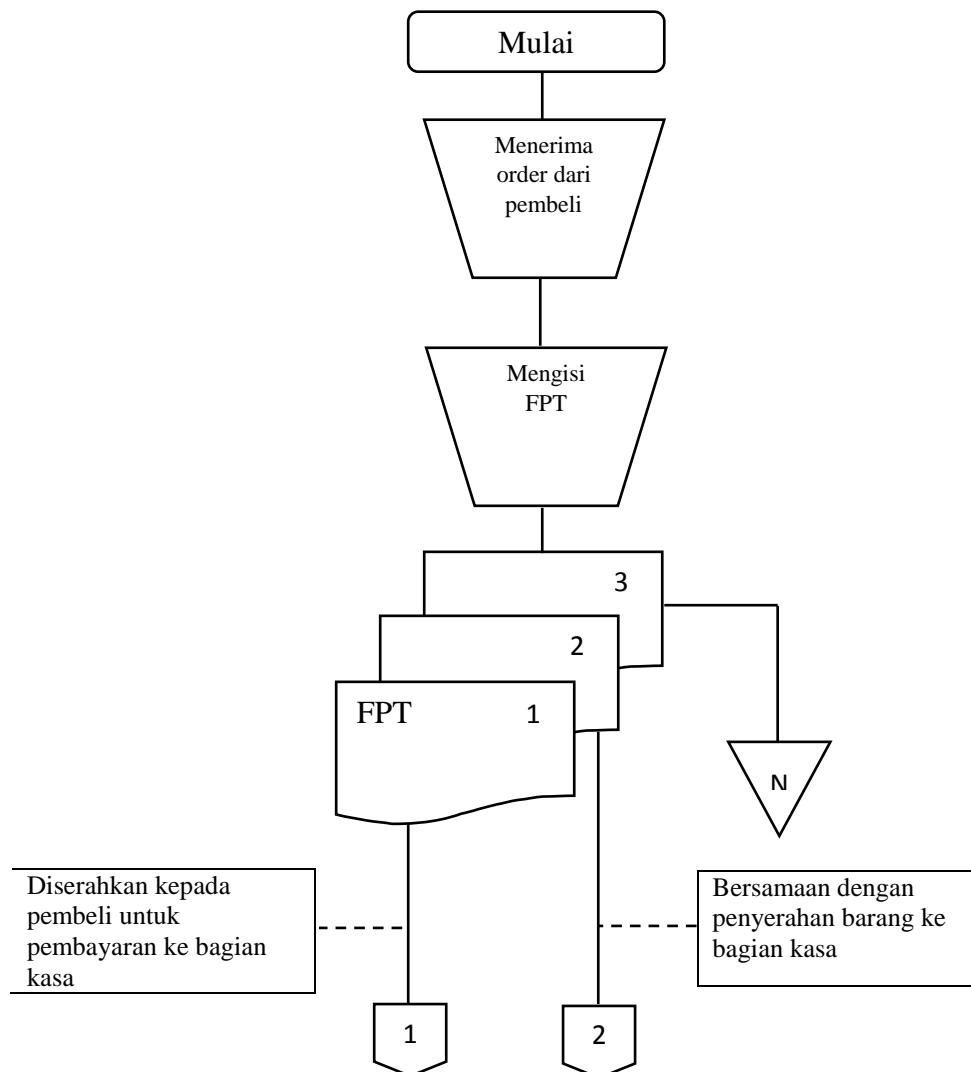 Mulai
Menerima
order dari
pembeli
Mengisi
FPT
3
2
FPT 1
N
Diserahkan kepada
pembeli untuk
pembayaran ke bagian
kasa
Bersamaan dengan
penyerahan barang ke
bagian kasa
1
2